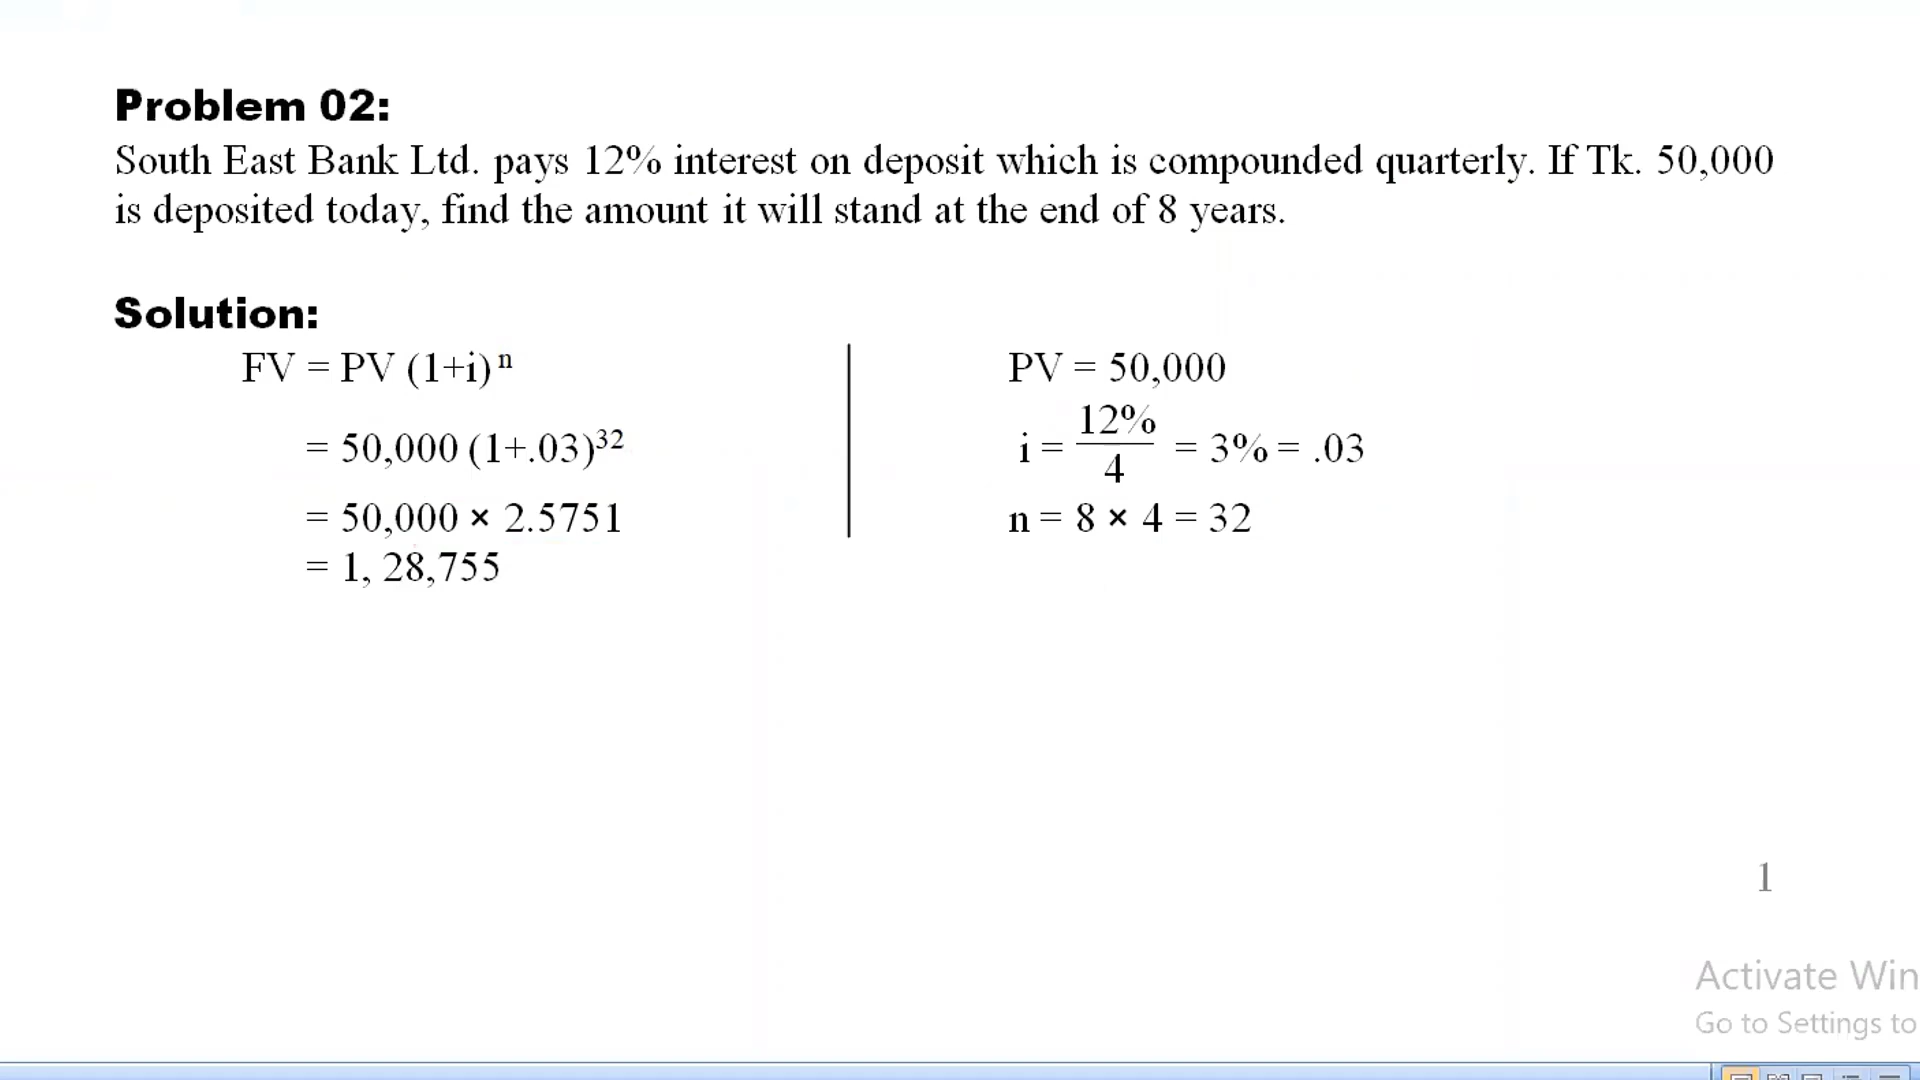 Problem 02:
South East Bank Ltd. pays 12% interest on deposit which is compounded quarterly. If Tk. 50,000
is deposited today, find the amount it will stand at the end of 8 years.
Solution:
FV = PV (1+i)ⁿ
= 50,000 (1+.03)³²
= 50,000 × 2.5751
= 1, 28,755
PV = 50,000
i = 12%/4 = 3% = .03
n = 8 × 4 = 32
1
Activate Win
Go to Settings to